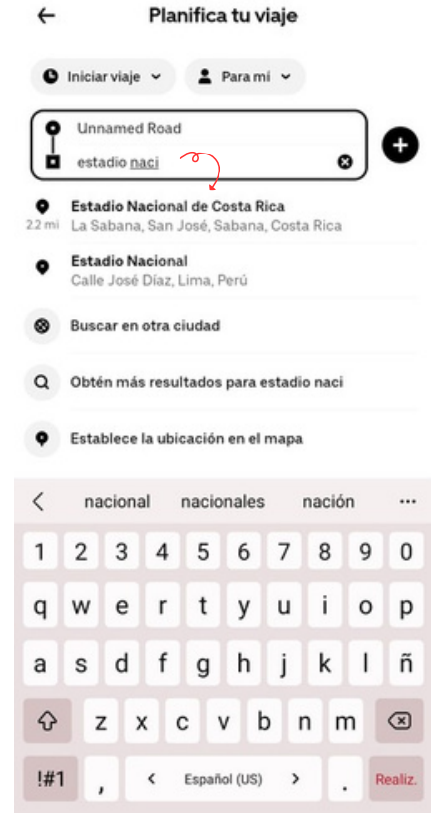 Planifica tu viaje
Iniciar viaje
Para mí
Unnamed Road
estadio naci
Estadio Nacional de Costa Rica
2.2 mi La Sabana, San José, Sabana, Costa Rica
Estadio Nacional
Calle José Díaz, Lima, Perú
Buscar en otra ciudad
Obtén más resultados para estadio naci
Establece la ubicación en el mapa
nacional nacionales nación ...
1 2 3 4 5 6 7 8 9 0
q w e r t y u i o p
a s d f g h j k l ñ
z x c v b n m
!#1 , < Español (US) > . Realiz.